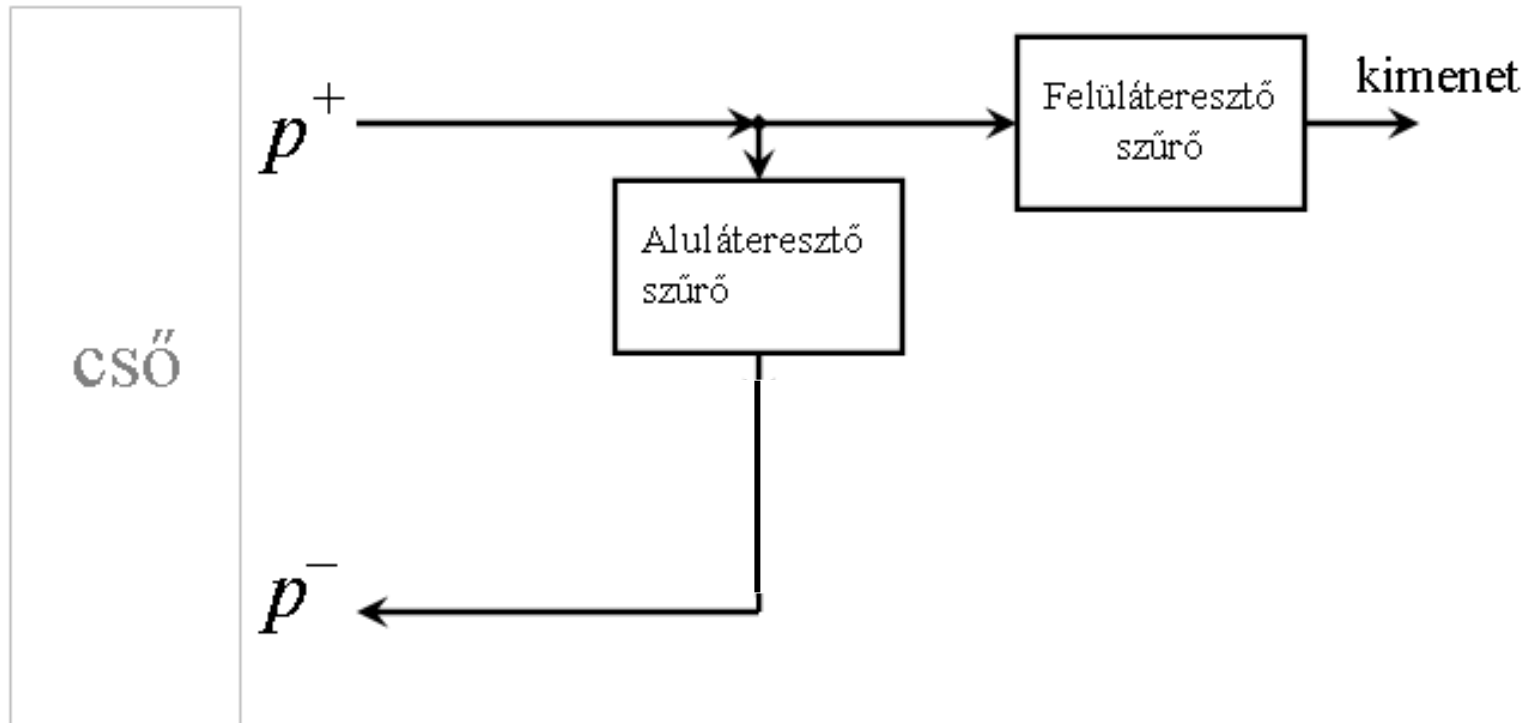 p⁺
Felüláteresztő
szűrő
kimenet
Aluláteresztő
szűrő
cső
p⁻